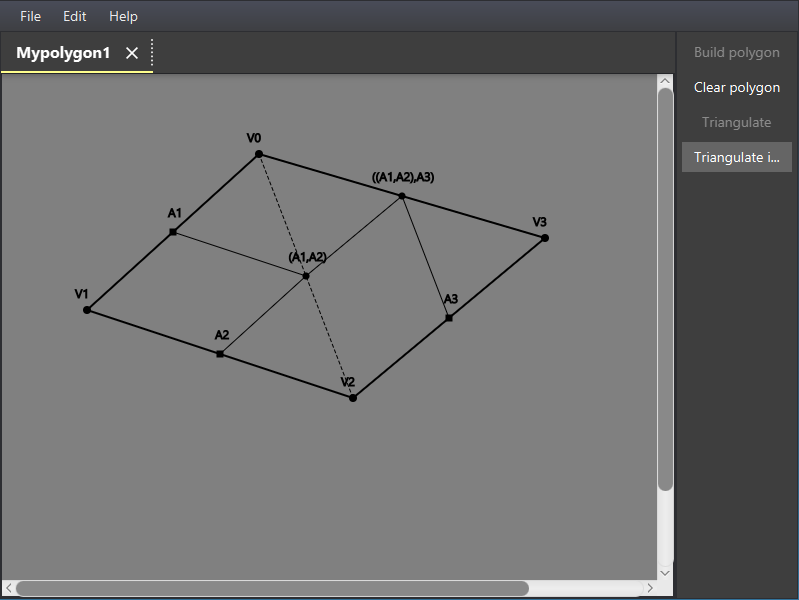 File Edit Help
Mypolygon1
Build polygon
Clear polygon
Triangulate
Triangulate i...
V0
((A1,A2),A3)
A1
V3
(A1,A2)
V1
A3
A2
V2